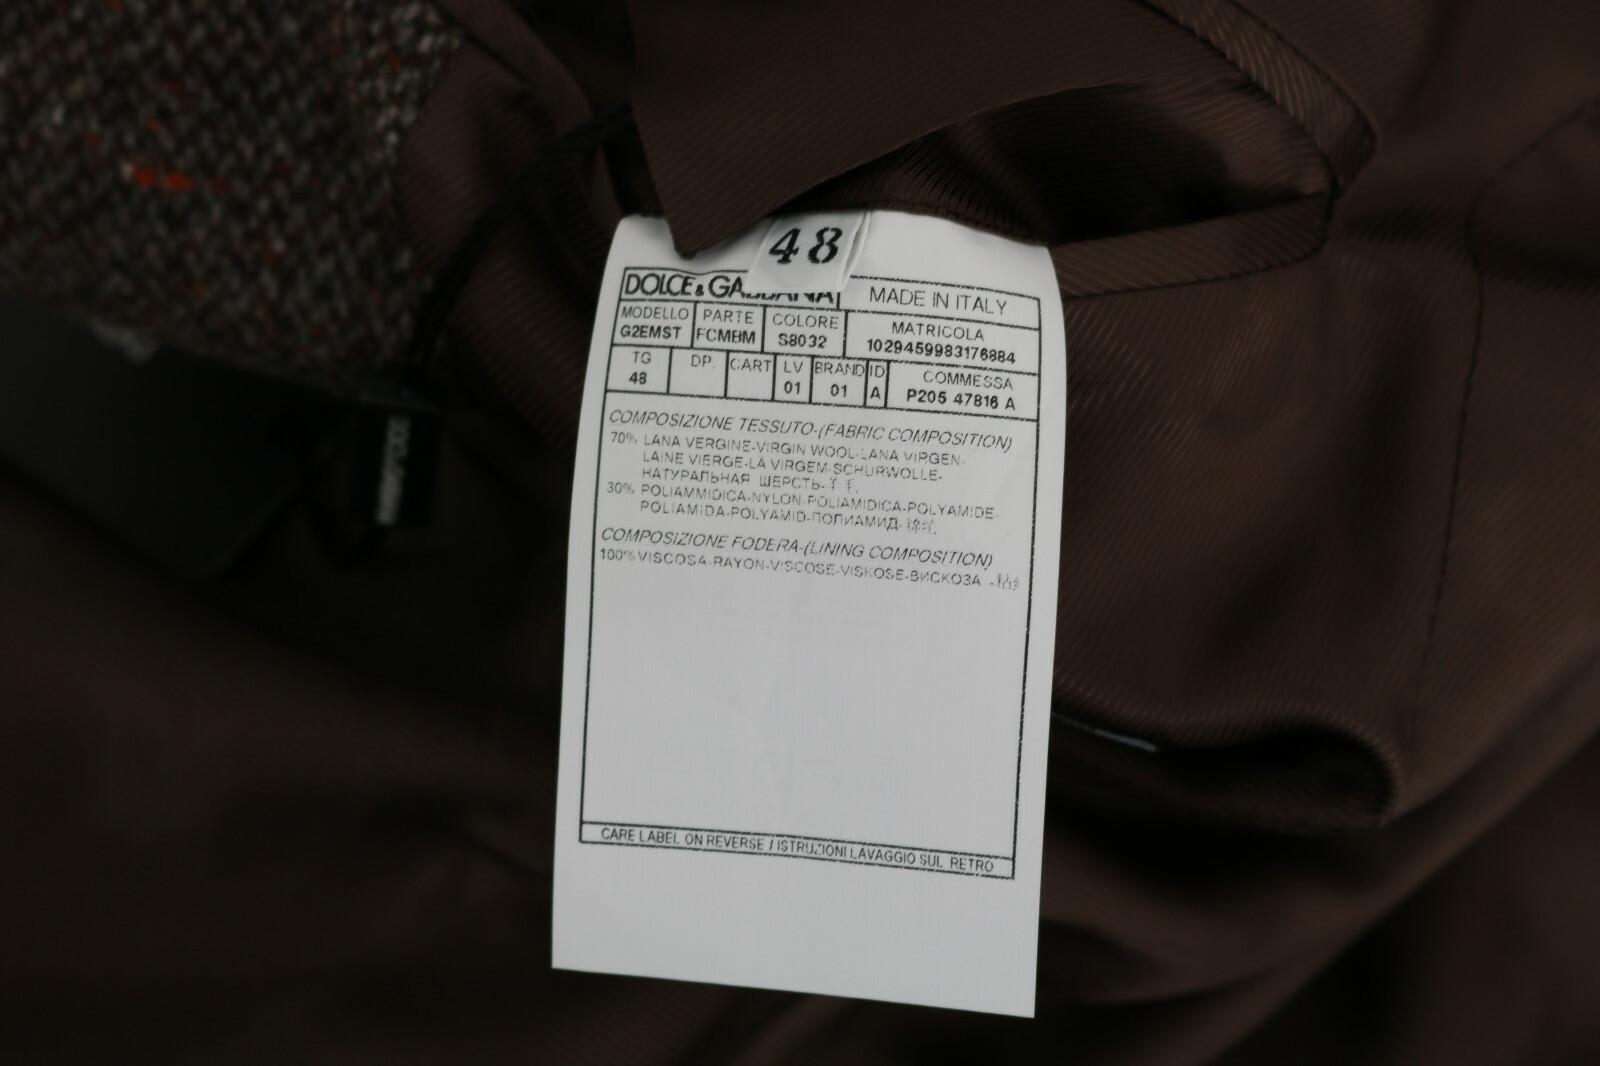 48
DOLCE & GABBANA MADE IN ITALY
MODELLO PARTE COLORE MATRICOLA
G2EMST FCMBM S8032 1029459983176884
TG DP. CART LV BRAND ID COMMESSA
48 01 01 A P205 47816 A
COMPOSIZIONE TESSUTO-(FABRIC COMPOSITION)
70% LANA VERGINE-VIRGIN WOOL-LANA VIRGEN-
LAINE VIERGE-LÀ VIRGEM-SCHURWOLLE-
НАТУРАЛЬНАЯ ШЕРСТЬ-羊毛,
30% POLIAMMIDICA-NYLON-POLIAMIDICA-POLYAMIDE-
POLIAMIDA-POLYAMID-ПОЛИАМИД-
COMPOSIZIONE FODERA-(LINING COMPOSITION)
100% VISCOSA-RAYON-VISCOSE-VISKOSE-ВИСКОЗА -
CARE LABEL ON REVERSE / ISTRUZIONI LAVAGGIO SUL RETRO